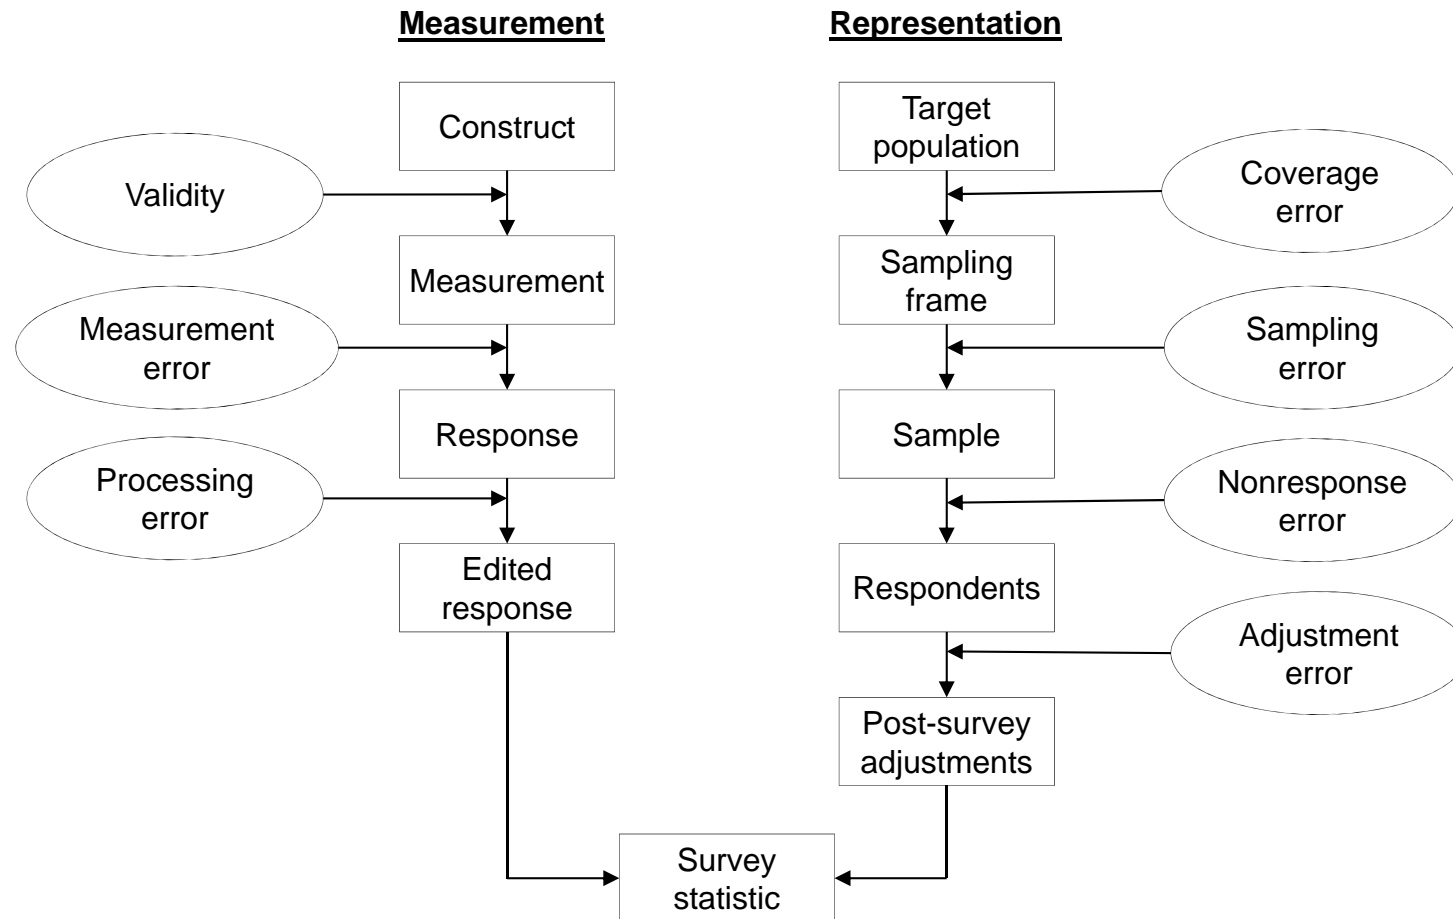 Measurement
Representation
Construct
Target
population
Validity
Coverage
error
Measurement
Sampling
frame
Measurement
error
Sampling
error
Response
Sample
Processing
error
Nonresponse
error
Edited
response
Respondents
Adjustment
error
Post-survey
adjustments
Survey
statistic